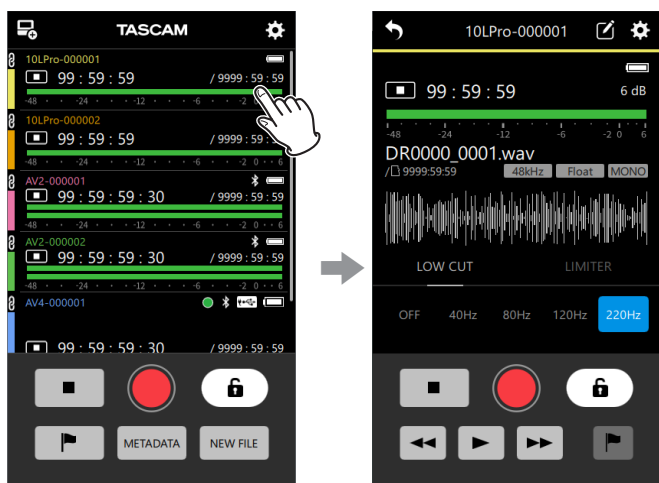 TASCAM
10LPro-000001
99 : 59 : 59 / 9999 : 59 : 59
-48 · · -24 · · · -12 · · · -6 · · -2 0 · · 6
10LPro-000002
99 : 59 : 59 / 9999 : 59 : 59
-48 · · -24 · · · -12 · · · -6 · · -2 0 · · 6
AV2-000001
99 : 59 : 59 : 30 / 9999 : 59 : 59
-48 · · -24 · · · -12 · · · -6 · · -2 0 · · 6
AV2-000002
99 : 59 : 59 : 30 / 9999 : 59 : 59
-48 · · -24 · · · -12 · · · -6 · · -2 0 · · 6
AV4-000001
99 : 59 : 59 : 30 / 9999 : 59 : 59
METADATA NEW FILE
10LPro-000001
99 : 59 : 59 6 dB
-48 -24 -12 -6 -2 0 6
DR0000_0001.wav
/ 9999:59:59 48kHz Float MONO
LOW CUT LIMITER
OFF 40Hz 80Hz 120Hz 220Hz